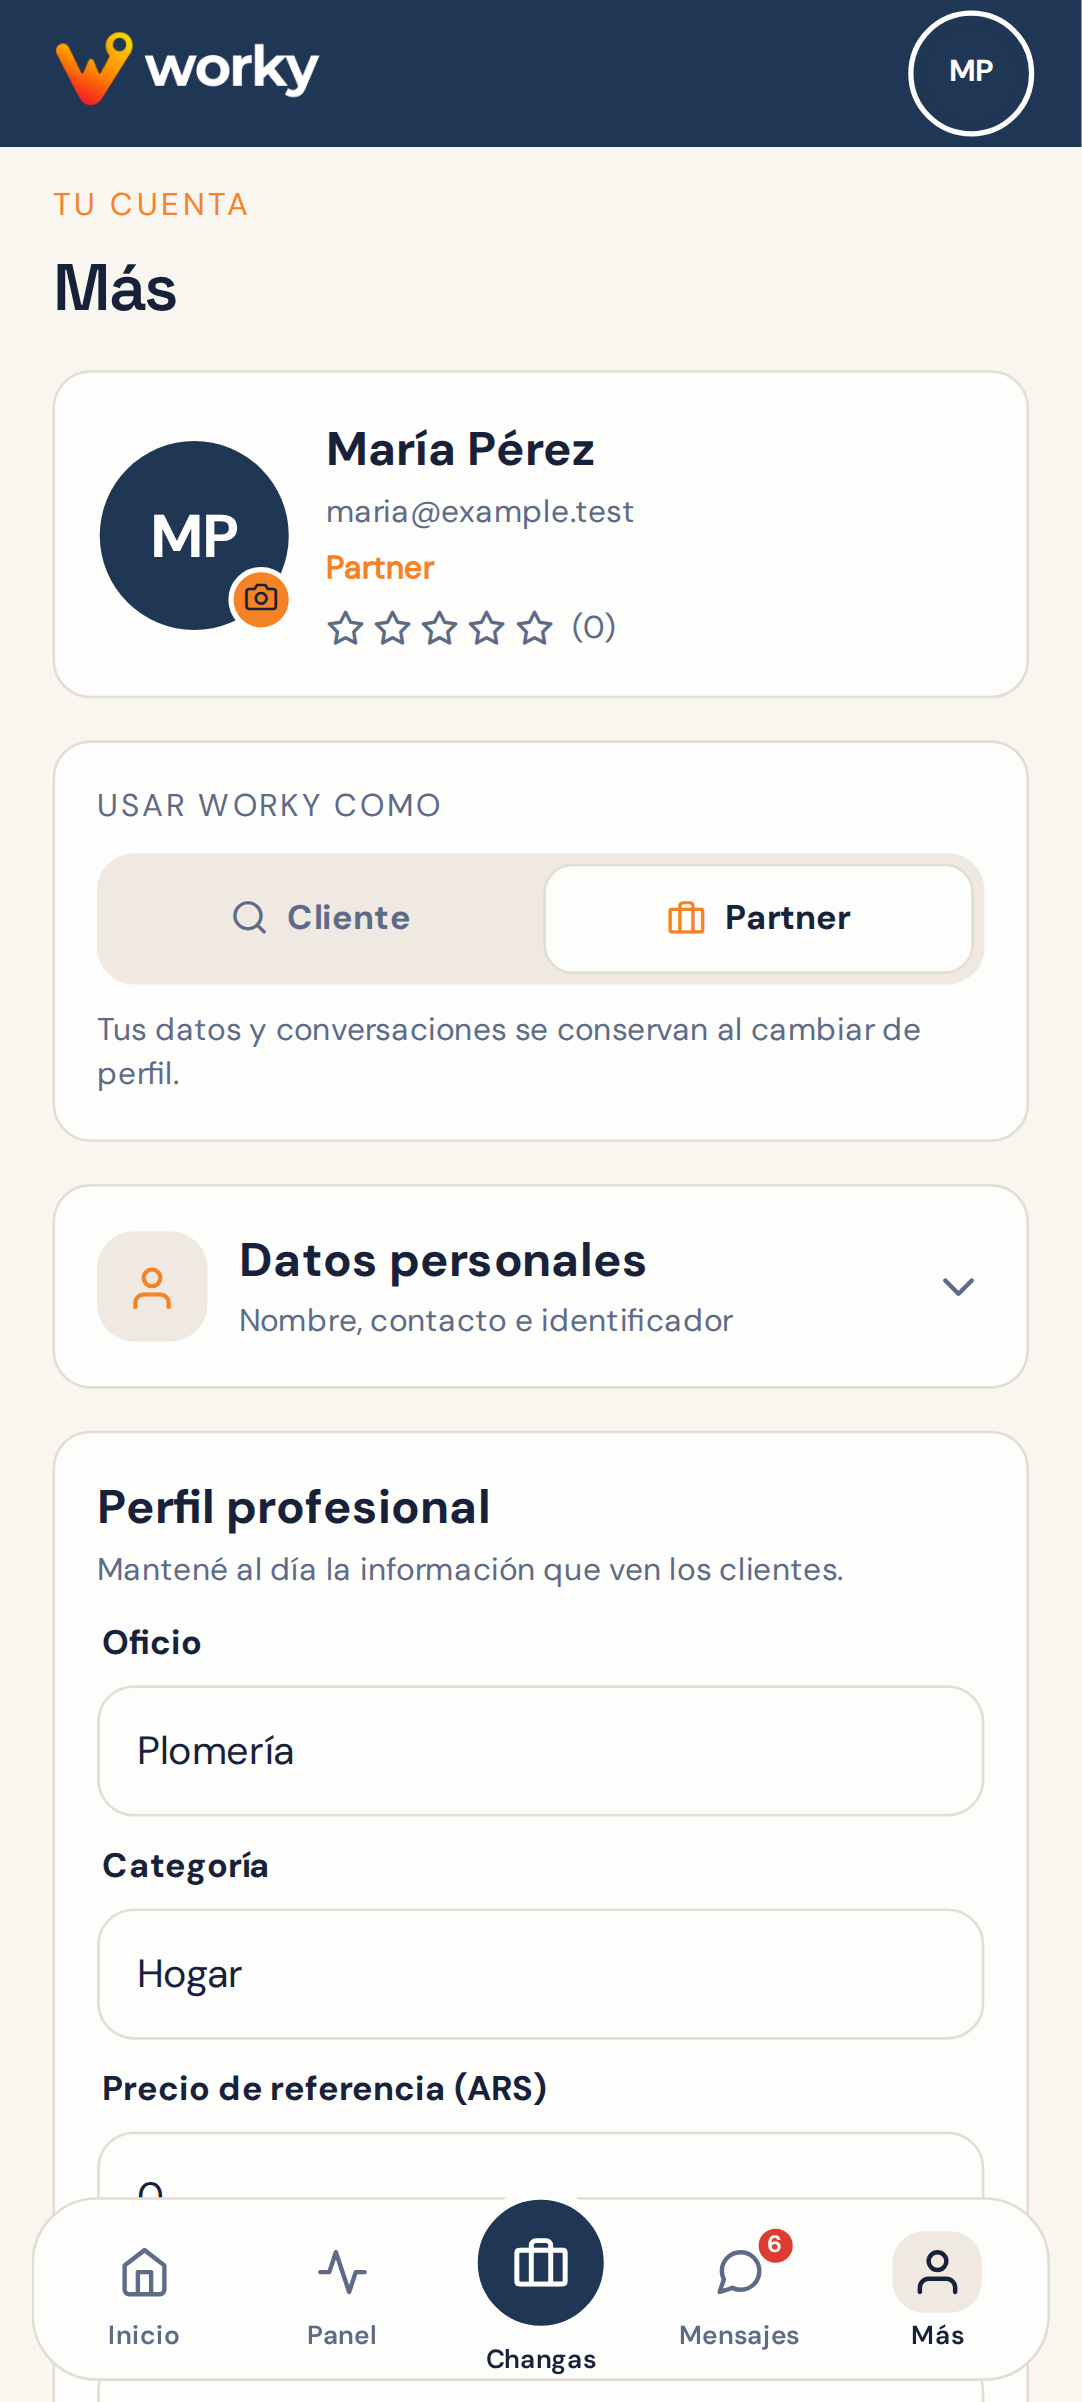 worky
MP
TU CUENTA
Más
MP
María Pérez
maria@example.test
Partner
(0)
USAR WORKY COMO
Cliente
Partner
Tus datos y conversaciones se conservan al cambiar de
perfil.
Datos personales
Nombre, contacto e identificador
Perfil profesional
Mantené al día la información que ven los clientes.
Oficio
Plomería
Categoría
Hogar
Precio de referencia (ARS)
6
Inicio
Panel
Changas
Mensajes
Más